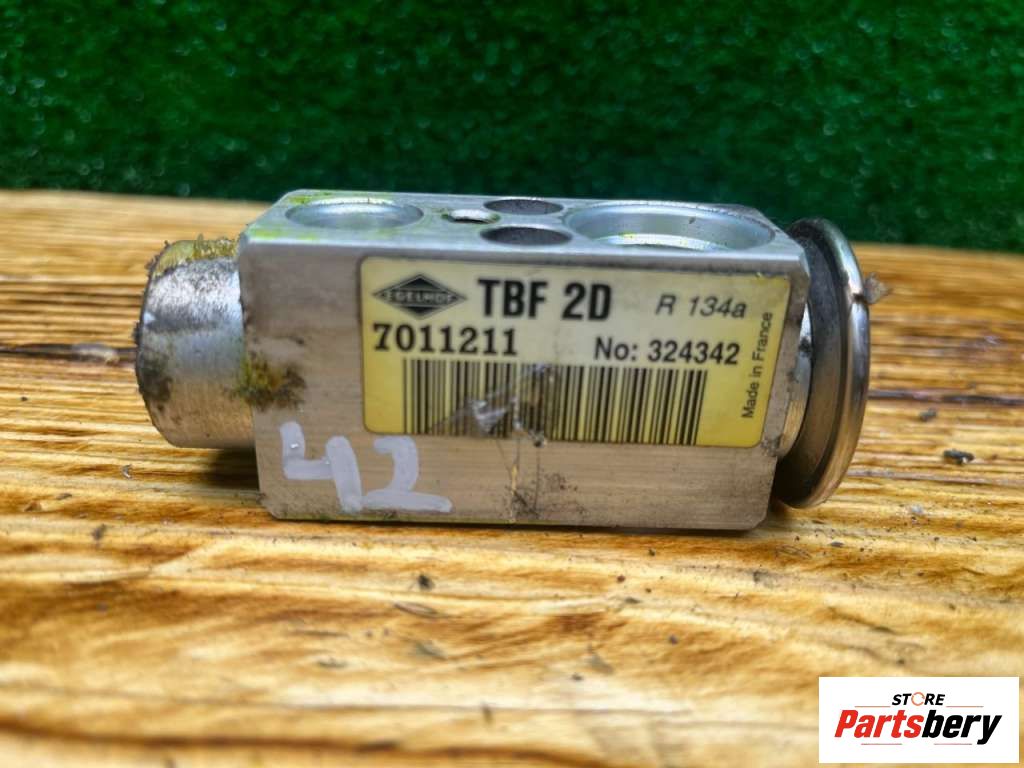 EGELHOF
TBF 2D
R 134a
7011211
No: 324342
Made in France
42
STORE
Partsbery